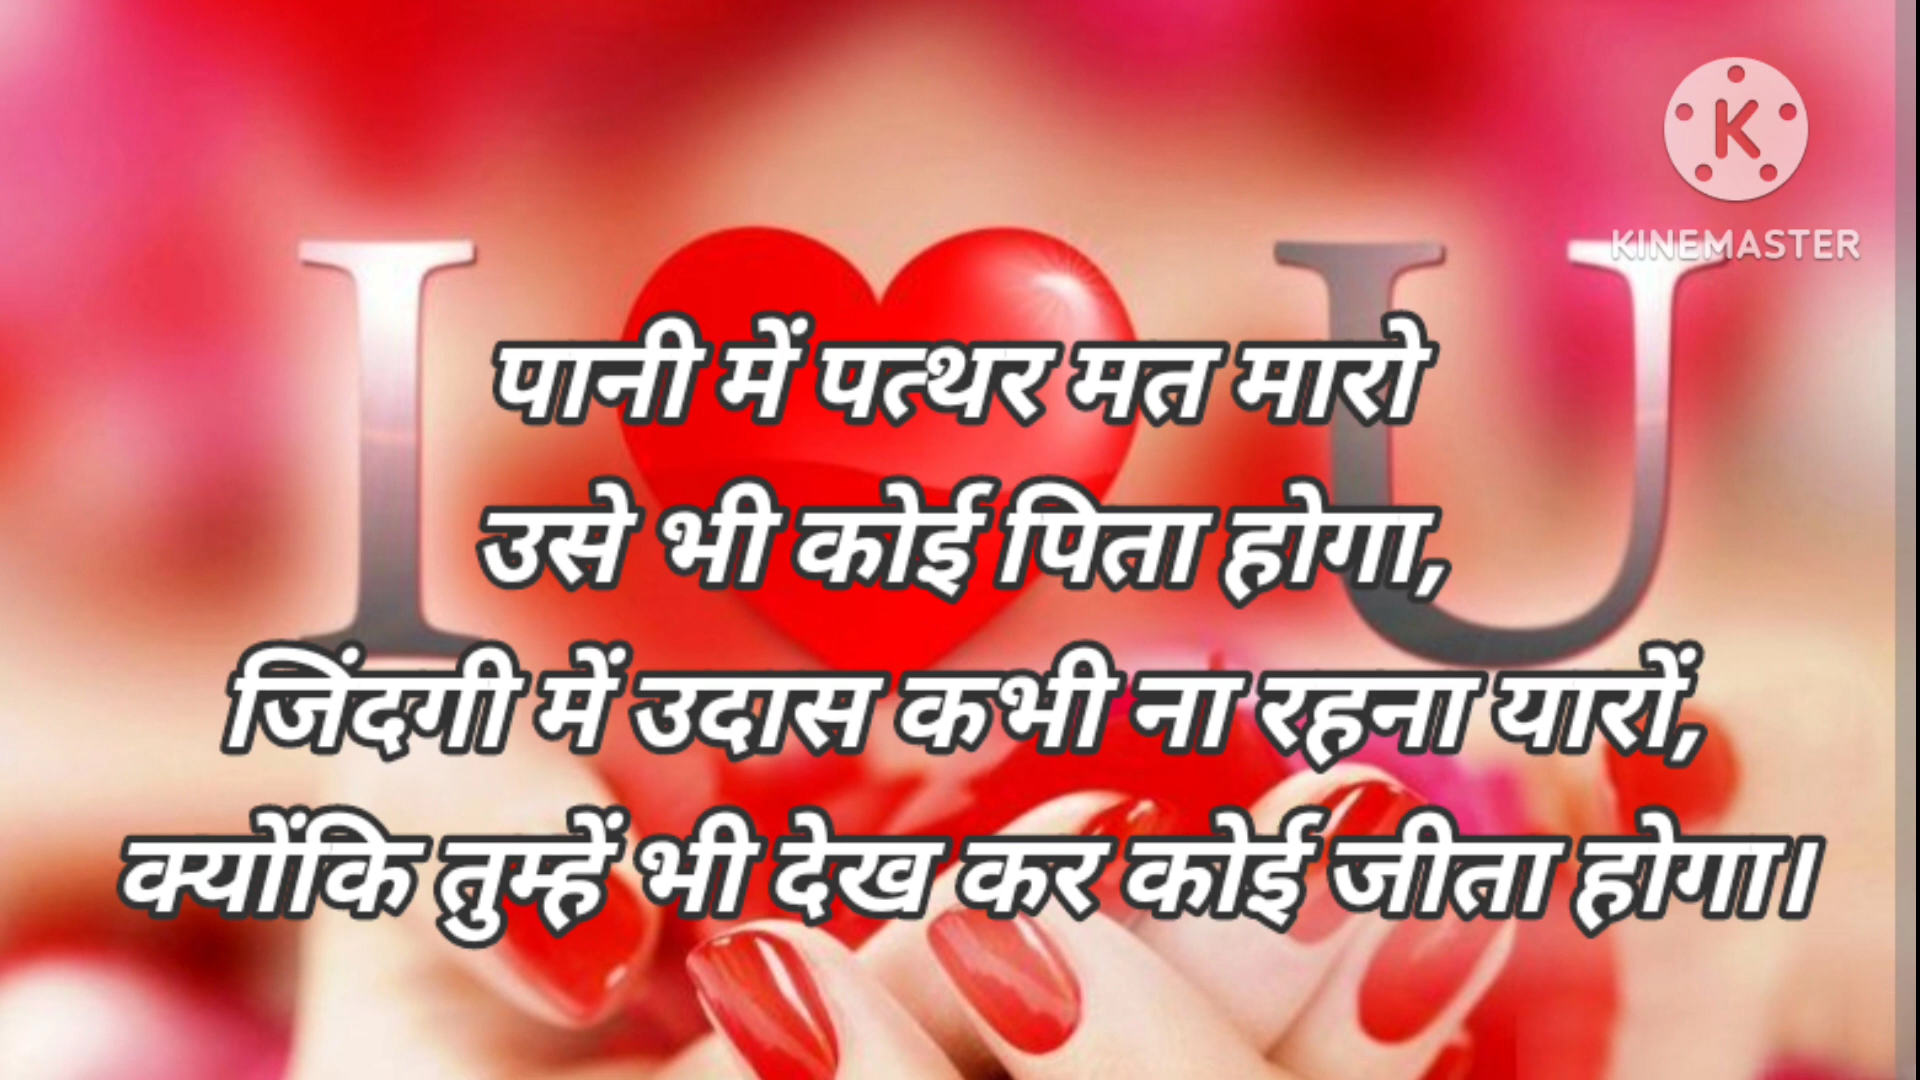 I U
K
KINEMASTER
पानी में पत्थर मत मारो
उसे भी कोई पिता होगा,
जिंदगी में उदास कभी ना रहना यारों,
क्योंकि तुम्हें भी देख कर कोई जीता होगा।